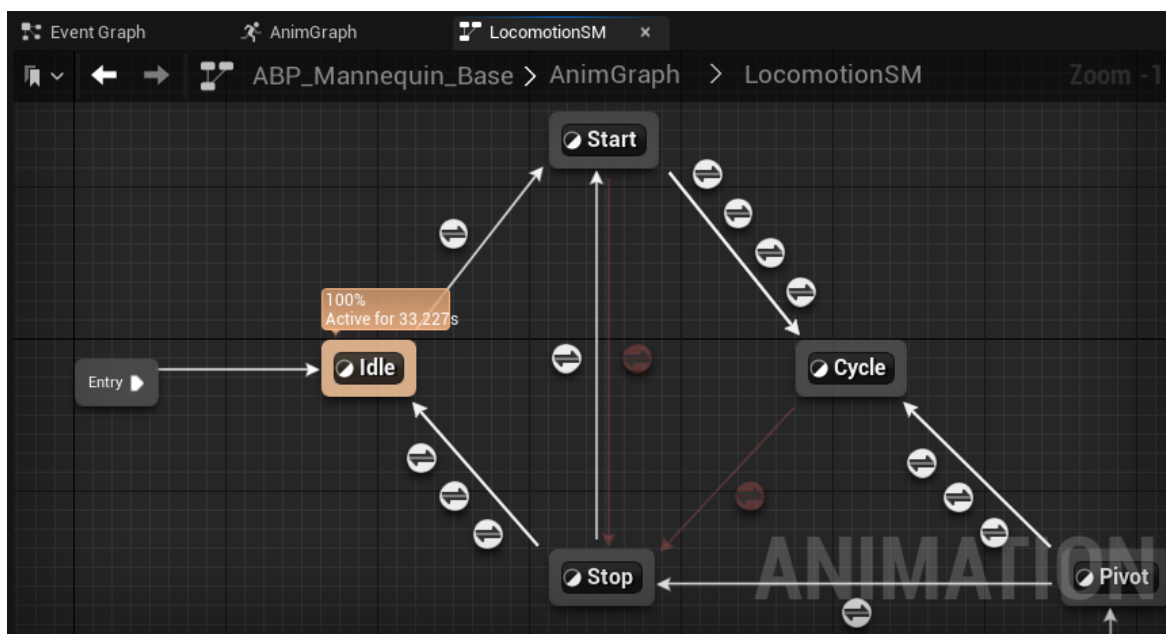 Event Graph AnimGraph LocomotionSM ×
ABP_Mannequin_Base > AnimGraph > LocomotionSM Zoom -1
Start
100%
Active for 33,227s
Entry Idle Cycle
Stop Pivot
ANIMATION